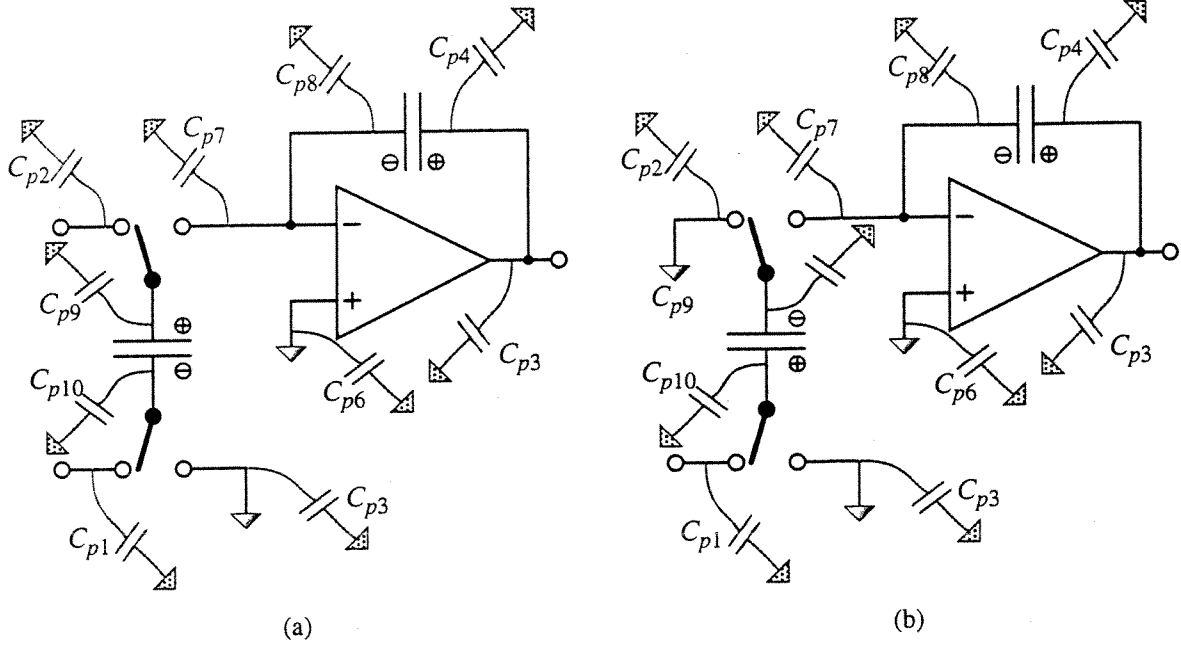 C_{p8}
C_{p4}
C_{p2}
C_{p7}
⊖ ⊕
−
C_{p9}
+
⊕
⊖
C_{p10}
C_{p6}
C_{p3}
C_{p3}
C_{p1}
(a)
C_{p8}
C_{p4}
C_{p2}
C_{p7}
⊖ ⊕
−
C_{p9}
+
⊖
⊕
C_{p10}
C_{p6}
C_{p3}
C_{p3}
C_{p1}
(b)